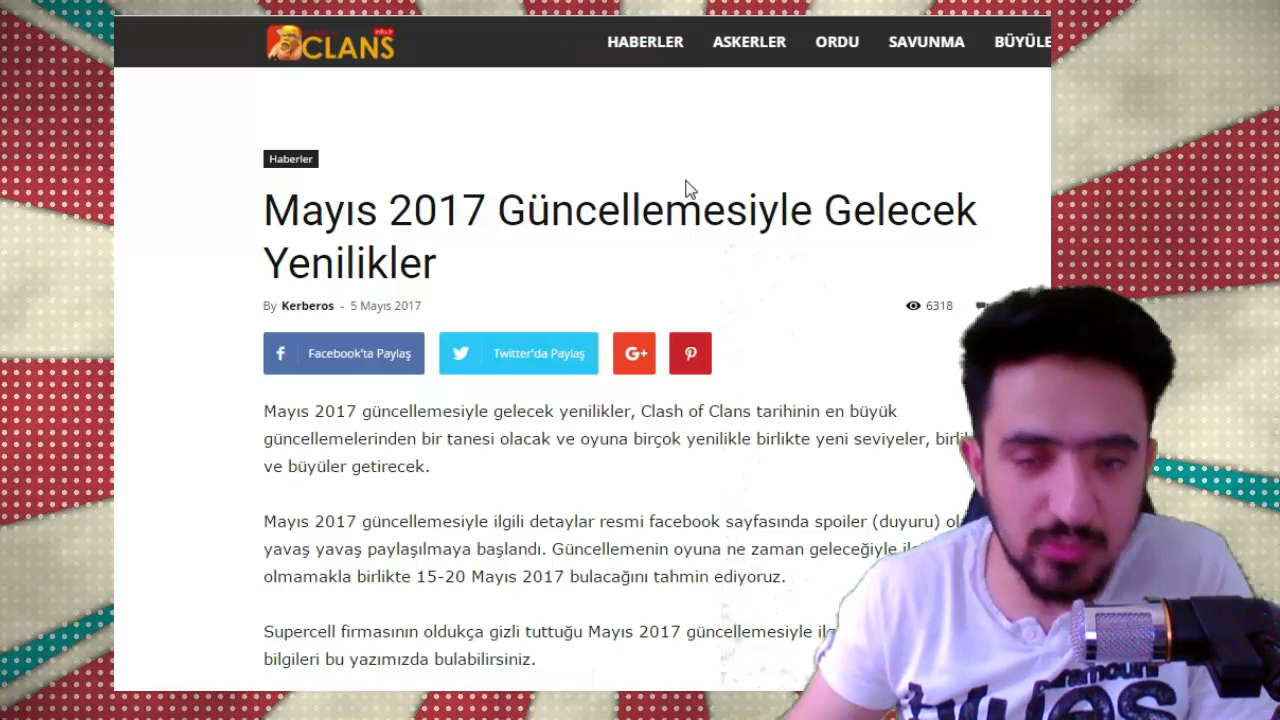 info.tr
CLANS
HABERLER ASKERLER ORDU SAVUNMA BÜYÜLE
Haberler
Mayıs 2017 Güncellemesiyle Gelecek
Yenilikler
By Kerberos - 5 Mayıs 2017 6318
Facebook'ta Paylaş Twitter'da Paylaş G+
Mayıs 2017 güncellemesiyle gelecek yenilikler, Clash of Clans tarihinin en büyük
güncellemelerinden bir tanesi olacak ve oyuna birçok yenilikle birlikte yeni seviyeler,
ve büyüler getirecek.
Mayıs 2017 güncellemesiyle ilgili detaylar resmi facebook sayfasında spoiler (duyuru)
yavaş yavaş paylaşılmaya başlandı. Güncellemenin oyuna ne zaman geleceğiyle
olmamakla birlikte 15-20 Mayıs 2017 bulacağını tahmin ediyoruz.
Supercell firmasının oldukça gizli tuttuğu Mayıs 2017 güncellemesiyle
bilgileri bu yazımızda bulabilirsiniz.
paramount